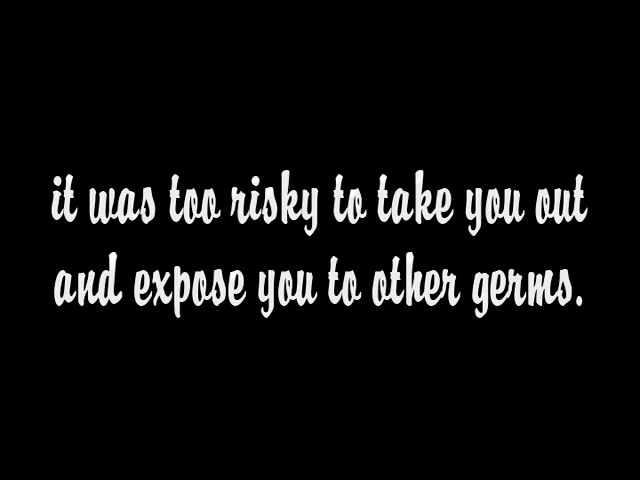 it was too risky to take you out
and expose you to other germs.